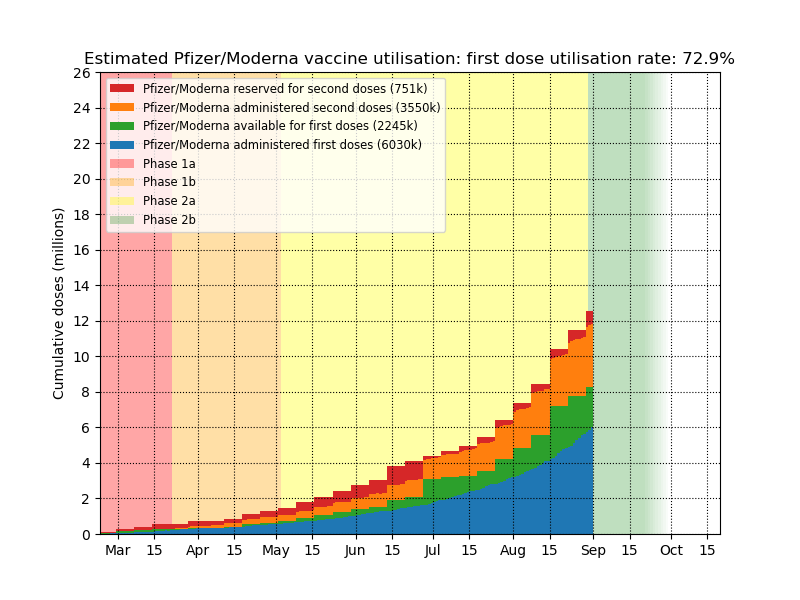 Estimated Pfizer/Moderna vaccine utilisation: first dose utilisation rate: 72.9%
Cumulative doses (millions)
26
24
22
20
18
16
14
12
10
8
6
4
2
0
Pfizer/Moderna reserved for second doses (751k)
Pfizer/Moderna administered second doses (3550k)
Pfizer/Moderna available for first doses (2245k)
Pfizer/Moderna administered first doses (6030k)
Phase 1a
Phase 1b
Phase 2a
Phase 2b
Mar 15 Apr 15 May 15 Jun 15 Jul 15 Aug 15 Sep 15 Oct 15